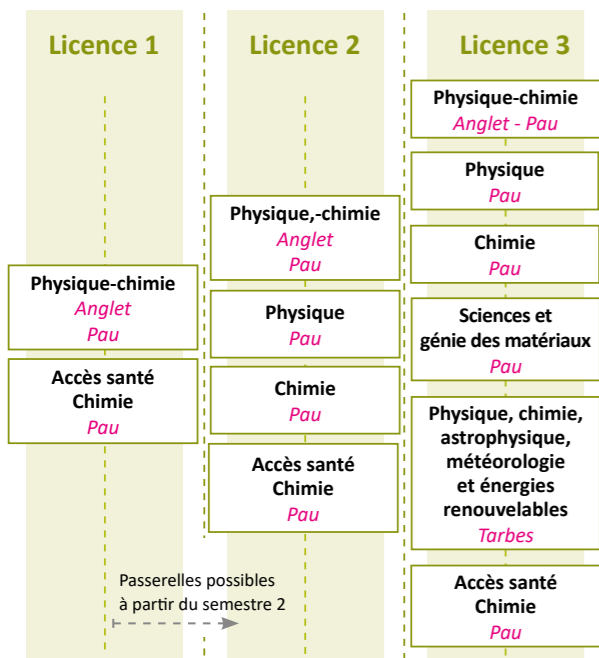 Licence 1
Physique-chimie
Anglet
Pau
Accès santé
Chimie
Pau
Passerelles possibles
à partir du semestre 2
Licence 2
Physique,-chimie
Anglet
Pau
Physique
Pau
Chimie
Pau
Accès santé
Chimie
Pau
Licence 3
Physique-chimie
Anglet - Pau
Physique
Pau
Chimie
Pau
Sciences et
génie des matériaux
Pau
Physique, chimie,
astrophysique,
météorologie
et énergies
renouvelables
Tarbes
Accès santé
Chimie
Pau